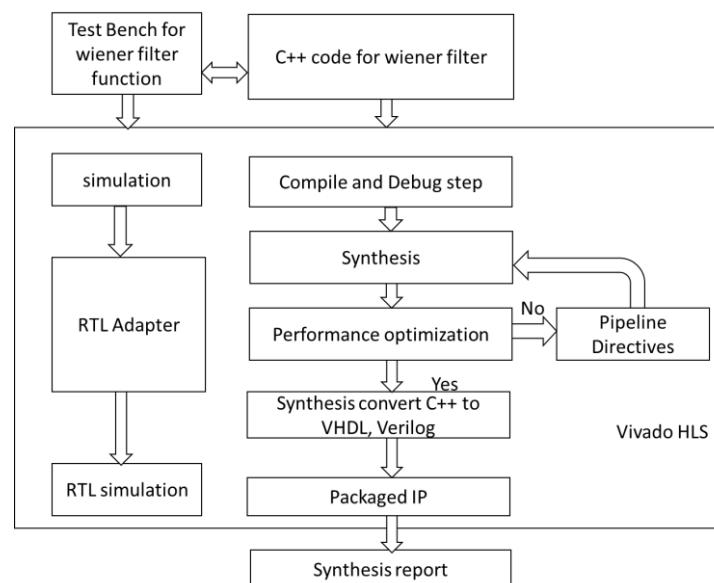 Test Bench for
wiener filter
function
C++ code for wiener filter
simulation
Compile and Debug step
Synthesis
RTL Adapter
Performance optimization
No
Pipeline
Directives
Yes
Synthesis convert C++ to
VHDL, Verilog
Vivado HLS
RTL simulation
Packaged IP
Synthesis report